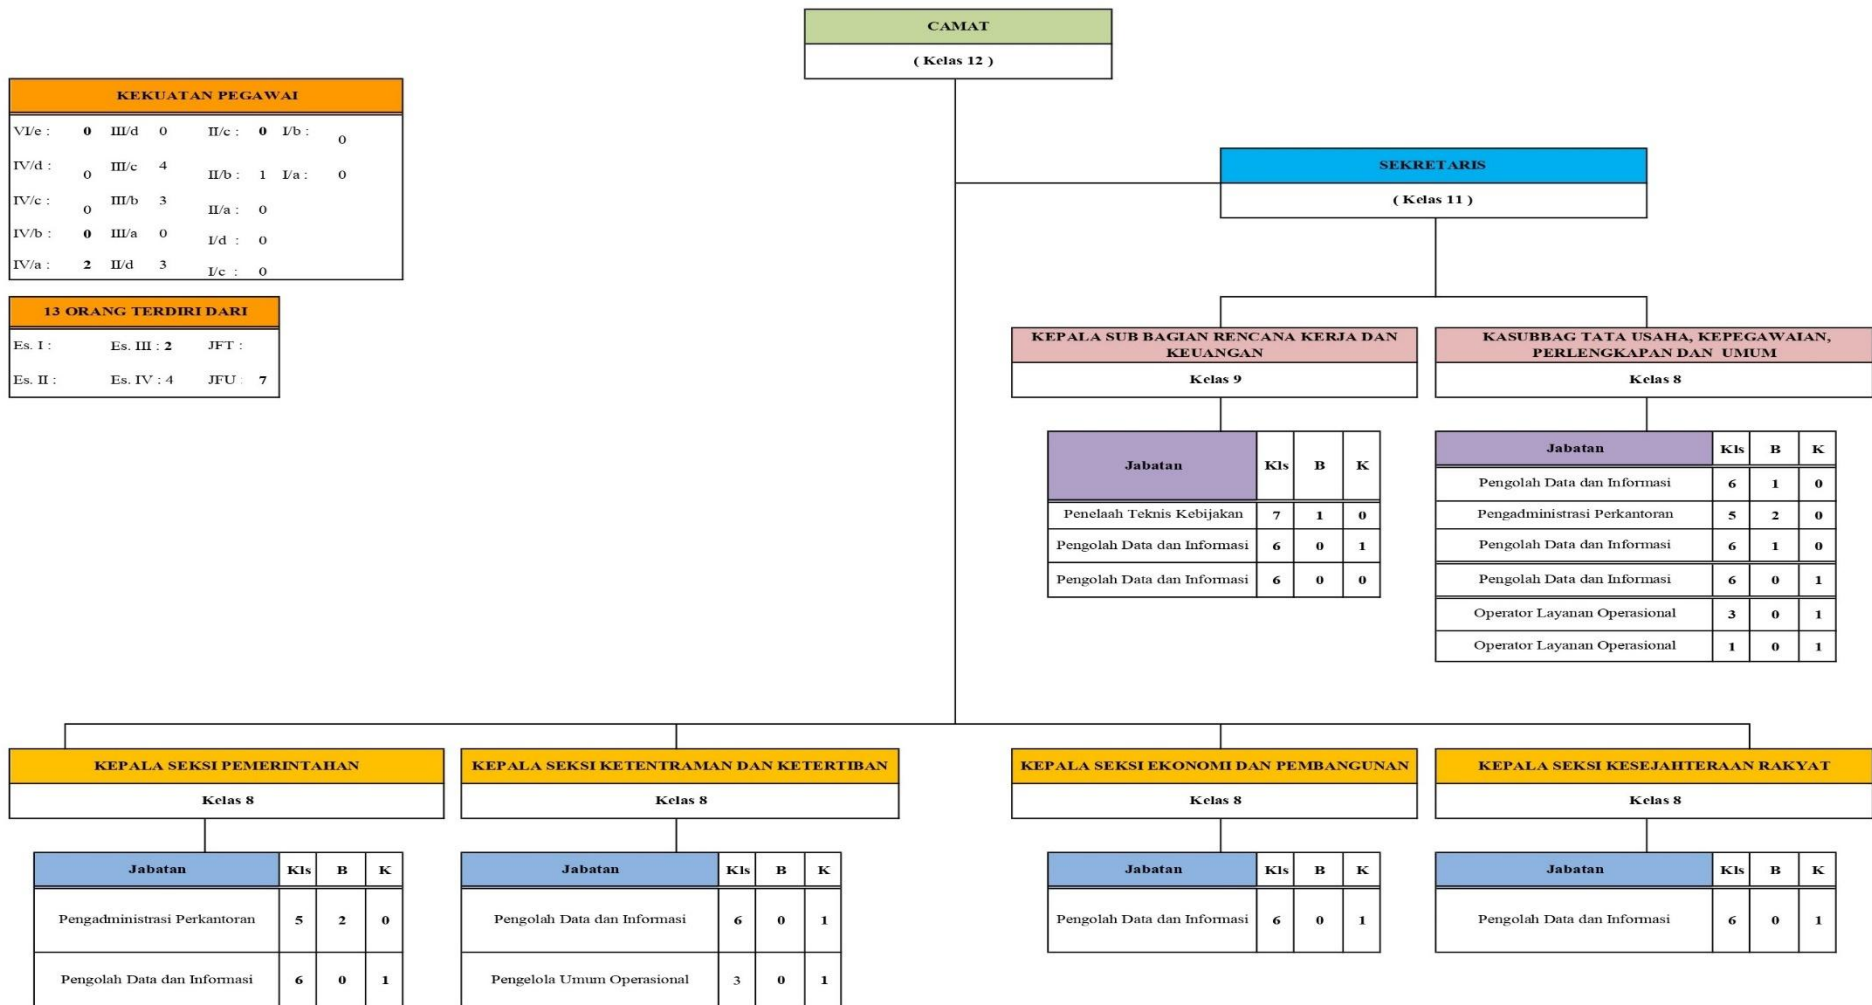 CAMAT
( Kelas 12 )
KEKUATAN PEGAWAI
VI/e : 0 III/d 0 II/c : 0 I/b : 0
IV/d : 0 III/c 4 II/b : 1 I/a : 0
IV/c : 0 III/b 3 II/a : 0
IV/b : 0 III/a 0 I/d : 0
IV/a : 2 II/d 3 I/c : 0
SEKRETARIS
( Kelas 11 )
13 ORANG TERDIRI DARI
Es. I : Es. III : 2 JFT :
Es. II : Es. IV : 4 JFU : 7
KEPALA SUB BAGIAN RENCANA KERJA DAN
KEUANGAN
Kelas 9
Jabatan Kls B K
Penelaah Teknis Kebijakan 7 1 0
Pengolah Data dan Informasi 6 0 1
Pengolah Data dan Informasi 6 0 0
KASUBBAG TATA USAHA, KEPEGAWAIAN,
PERLENGKAPAN DAN UMUM
Kelas 8
Jabatan Kls B K
Pengolah Data dan Informasi 6 1 0
Pengadministrasi Perkantoran 5 2 0
Pengolah Data dan Informasi 6 1 0
Pengolah Data dan Informasi 6 0 1
Operator Layanan Operasional 3 0 1
Operator Layanan Operasional 1 0 1
KEPALA SEKSI PEMERINTAHAN
Kelas 8
Jabatan Kls B K
Pengadministrasi Perkantoran 5 2 0
Pengolah Data dan Informasi 6 0 1
KEPALA SEKSI KETENTRAMAN DAN KETERTIBAN
Kelas 8
Jabatan Kls B K
Pengolah Data dan Informasi 6 0 1
Pengelola Umum Operasional 3 0 1
KEPALA SEKSI EKONOMI DAN PEMBANGUNAN
Kelas 8
Jabatan Kls B K
Pengolah Data dan Informasi 6 0 1
KEPALA SEKSI KESEJAHTERAAN RAKYAT
Kelas 8
Jabatan Kls B K
Pengolah Data dan Informasi 6 0 1